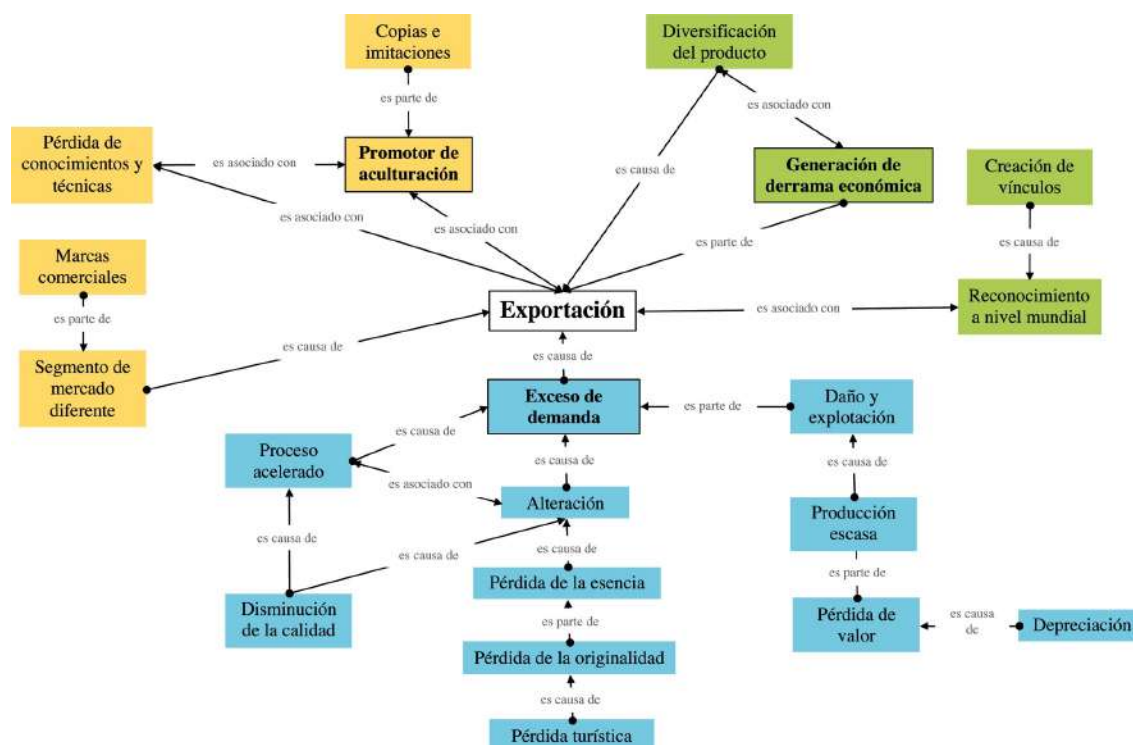 Copias e
imitaciones
Diversificación
del producto
es parte de
es asociado con
Pérdida de
conocimientos y
técnicas
es asociado con
Promotor de
aculturación
es causa de
Generación de
derrama económica
Creación de
vínculos
es asociado con
es asociado con
es parte de
es causa de
Marcas
comerciales
es parte de
Exportación
es asociado con
Reconocimiento
a nivel mundial
es causa de
Segmento de
mercado
diferente
es causa de
Exceso de
demanda
es parte de
Daño y
explotación
es causa de
Proceso
acelerado
es causa de
es causa de
es asociado con
Alteración
Producción
escasa
es causa de
es causa de
es causa de
es parte de
Pérdida de la esencia
Disminución
de la calidad
es parte de
Pérdida de
valor
es causa
de
Depreciación
Pérdida de la originalidad
es causa de
Pérdida turística